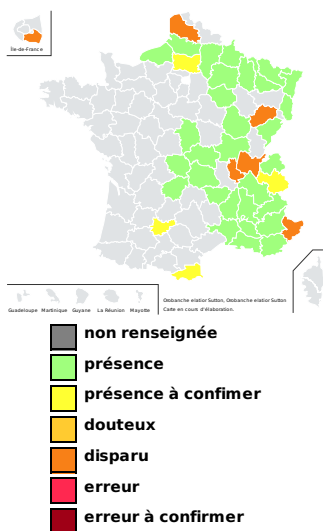 Île-de-France
Guadeloupe Martinique Guyane La Réunion Mayotte
Orobanche elatior Sutton, Orobanche elatior Sutton
Carte en cours d'élaboration.
non renseignée
présence
présence à confimer
douteux
disparu
erreur
erreur à confirmer